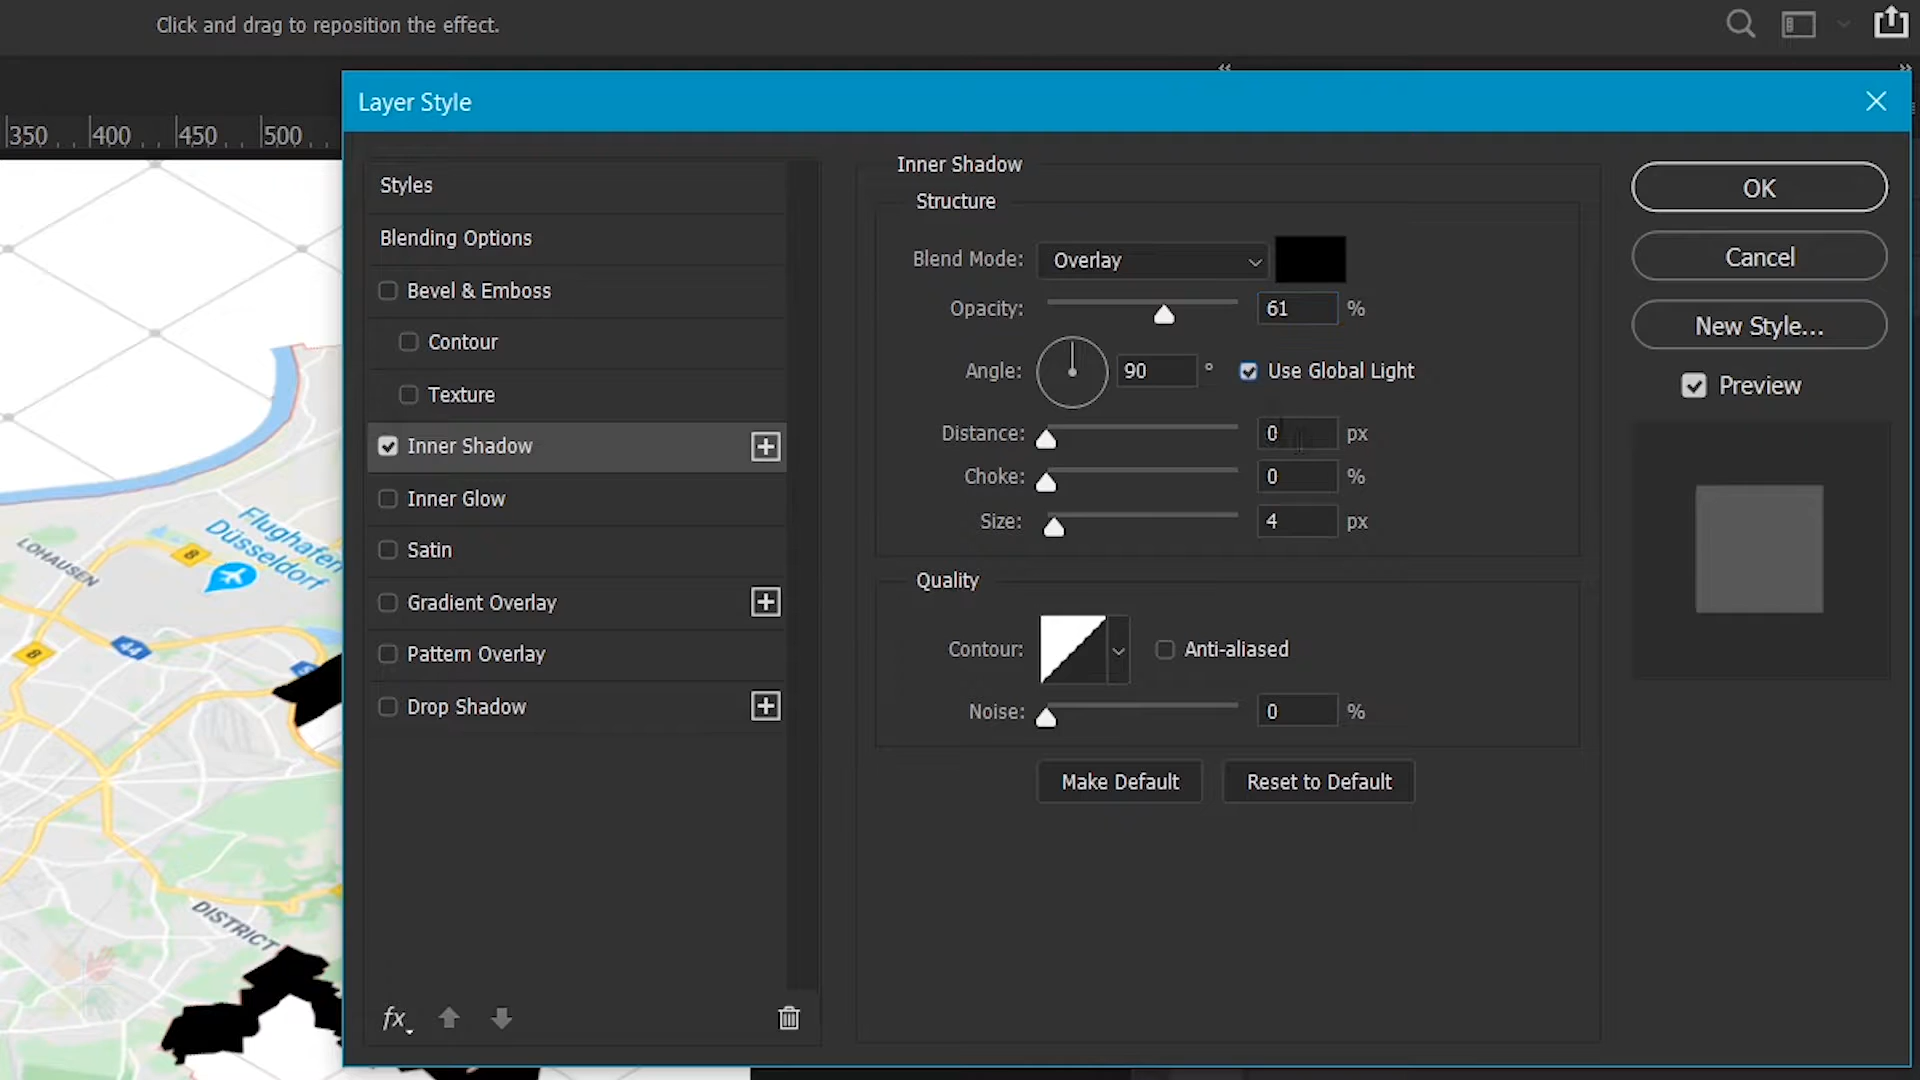 Click and drag to reposition the effect.
Layer Style
350 400 450 500
Styles
Blending Options
Bevel & Emboss
Contour
Texture
Inner Shadow
Inner Glow
Satin
Gradient Overlay
Pattern Overlay
Drop Shadow
fx
Inner Shadow
Structure
Blend Mode: Overlay
Opacity: 61 %
Angle: 90 ° Use Global Light
Distance: 0 px
Choke: 0 %
Size: 4 px
Quality
Contour: Anti-aliased
Noise: 0 %
Make Default Reset to Default
OK
Cancel
New Style...
Preview
Flughafen
Düsseldorf
LOHAUSEN
8
44
8
DISTRICT